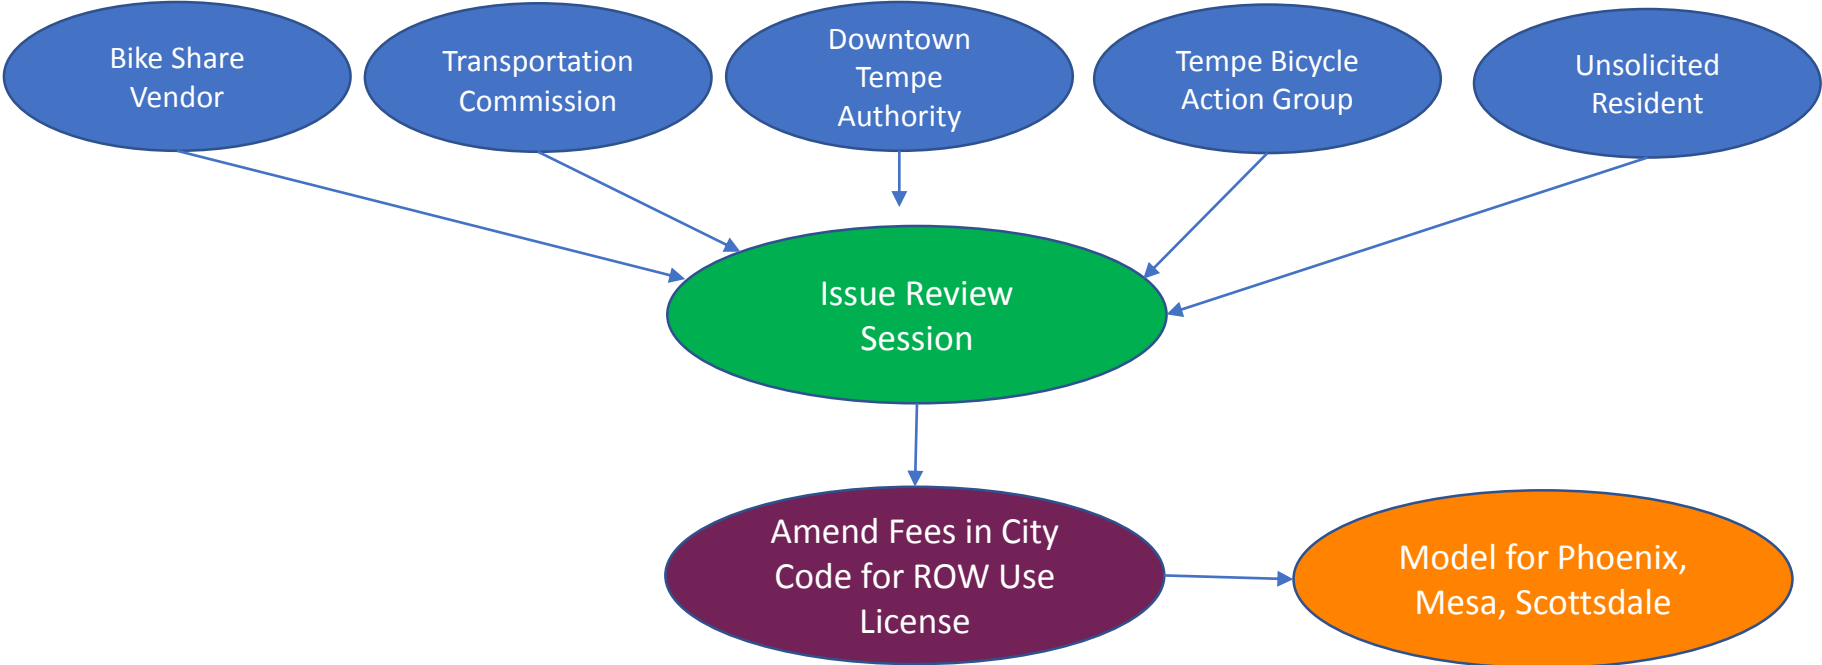 Bike Share
Vendor
Transportation
Commission
Downtown
Tempe
Authority
Tempe Bicycle
Action Group
Unsolicited
Resident
Issue Review
Session
Amend Fees in City
Code for ROW Use
License
Model for Phoenix,
Mesa, Scottsdale